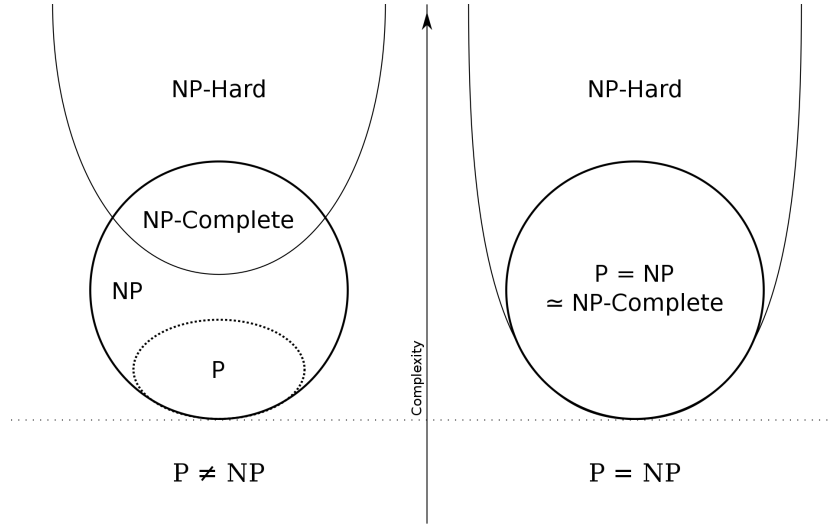 NP-Hard
NP-Complete
NP
P
P ≠ NP
Complexity
NP-Hard
P = NP
≃ NP-Complete
P = NP